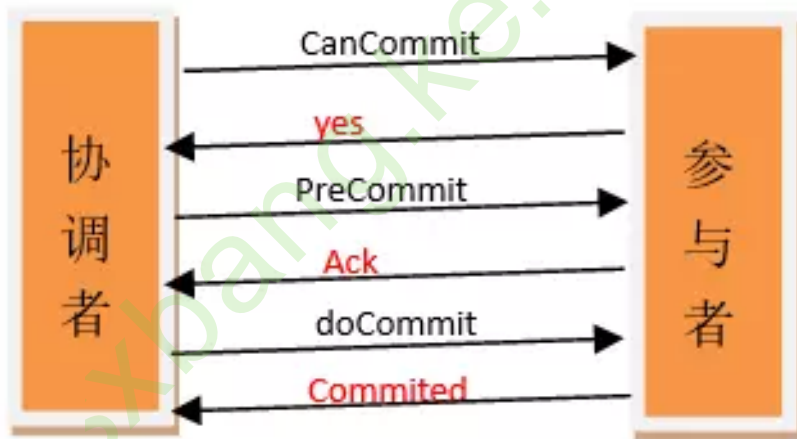 协调者
CanCommit
yes
PreCommit
Ack
doCommit
Commited
参与者